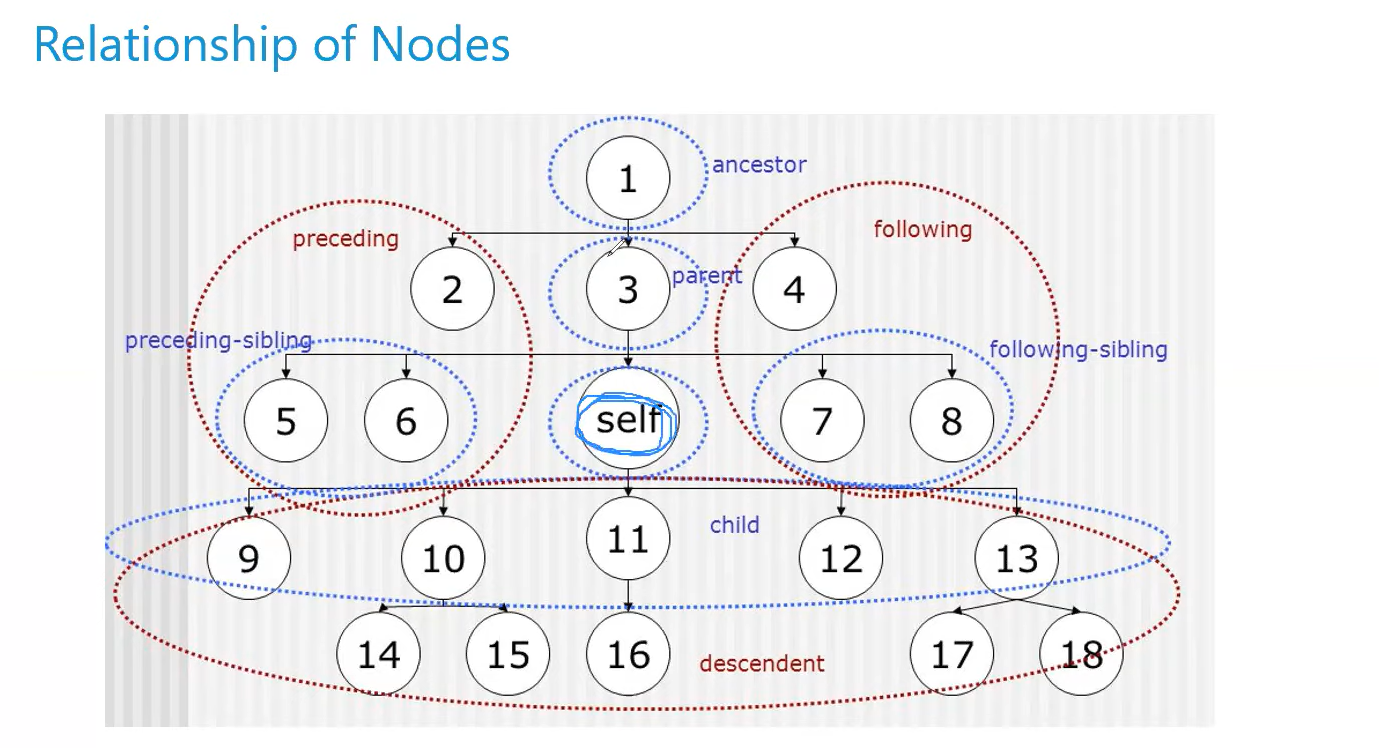 Relationship of Nodes
1
ancestor
preceding
following
2
3
parent
4
preceding-sibling
following-sibling
5
6
self
7
8
9
10
11
child
12
13
14
15
16
descendent
17
18